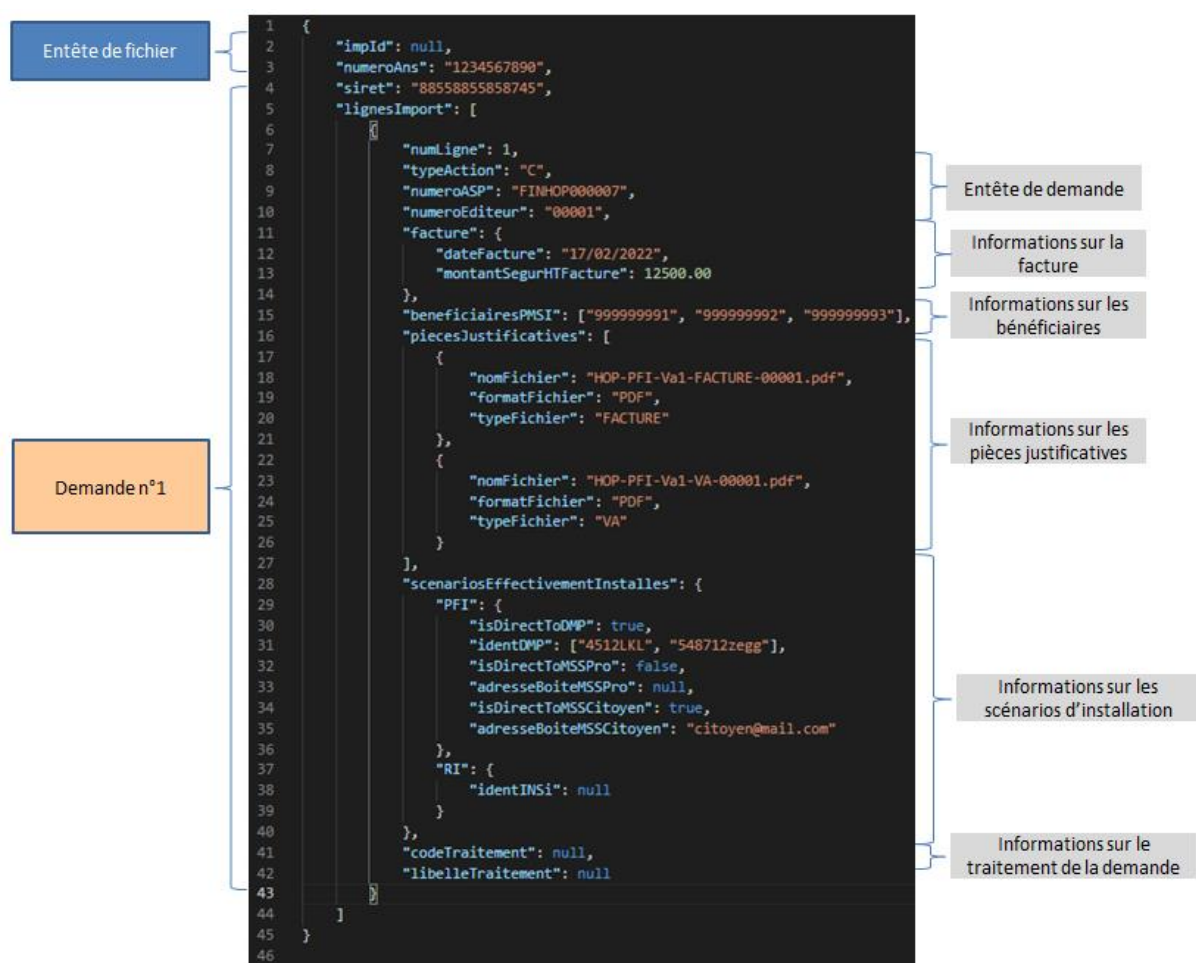 Entête de fichier
Demande n°1
1 {
2 "impId": null,
3 "numeroAns": "1234567890",
4 "siret": "88558855858745",
5 "lignesImport": [
6 {
7 "numLigne": 1,
8 "typeAction": "C",
9 "numeroASP": "FINHOP000007",
10 "numeroEditeur": "00001",
11 "facture": {
12 "dateFacture": "17/02/2022",
13 "montantSegurHTFacture": 12500.00
14 },
15 "beneficiairesPMSI": ["999999991", "999999992", "999999993"],
16 "piecesJustificatives": [
17 {
18 "nomFichier": "HOP-PFI-Va1-FACTURE-00001.pdf",
19 "formatFichier": "PDF",
20 "typeFichier": "FACTURE"
21 },
22 {
23 "nomFichier": "HOP-PFI-Va1-VA-00001.pdf",
24 "formatFichier": "PDF",
25 "typeFichier": "VA"
26 }
27 ],
28 "scenariosEffectivementInstalles": {
29 "PFI": {
30 "isDirectToDMP": true,
31 "identDMP": ["4512LKL", "548712zegg"],
32 "isDirectToMSSPro": false,
33 "adresseBoiteMSSPro": null,
34 "isDirectToMSSCitoyen": true,
35 "adresseBoiteMSSCitoyen": "citoyen@mail.com"
36 },
37 "RI": {
38 "identINSi": null
39 }
40 },
41 "codeTraitement": null,
42 "libelleTraitement": null
43 }
44 ]
45 }
46
Entête de demande
Informations sur la
facture
Informations sur les
bénéficiaires
Informations sur les
pièces justificatives
Informations sur les
scénarios d'installation
Informations sur le
traitement de la demande